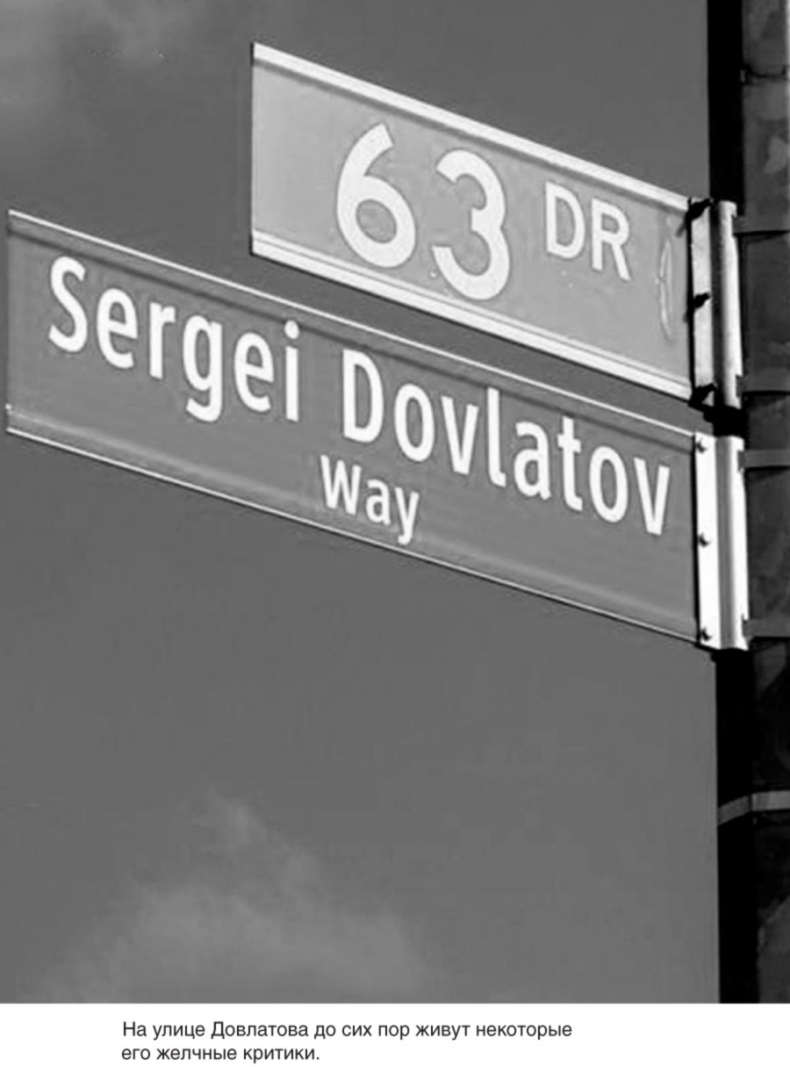 63 DR
Sergei Dovlatov
Way
На улице Довлатова до сих пор живут некоторые
его желчные критики.